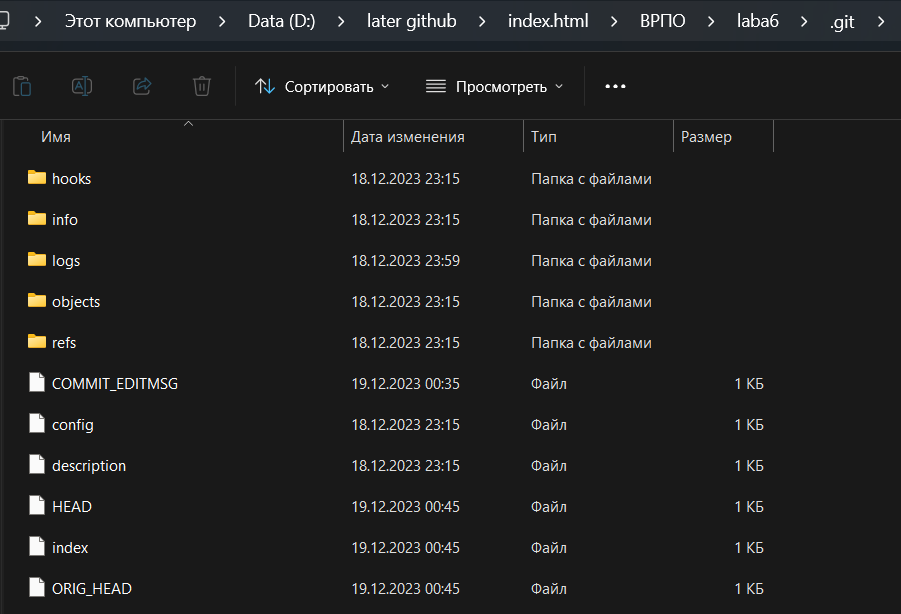 Этот компьютер > Data (D:) > later github > index.html > ВРПО > laba6 > .git >
Сортировать Просмотреть •••
Имя Дата изменения Тип Размер
hooks 18.12.2023 23:15 Папка с файлами
info 18.12.2023 23:15 Папка с файлами
logs 18.12.2023 23:59 Папка с файлами
objects 18.12.2023 23:15 Папка с файлами
refs 18.12.2023 23:15 Папка с файлами
COMMIT_EDITMSG 19.12.2023 00:35 Файл 1 КБ
config 18.12.2023 23:15 Файл 1 КБ
description 18.12.2023 23:15 Файл 1 КБ
HEAD 19.12.2023 00:45 Файл 1 КБ
index 19.12.2023 00:45 Файл 1 КБ
ORIG_HEAD 19.12.2023 00:45 Файл 1 КБ